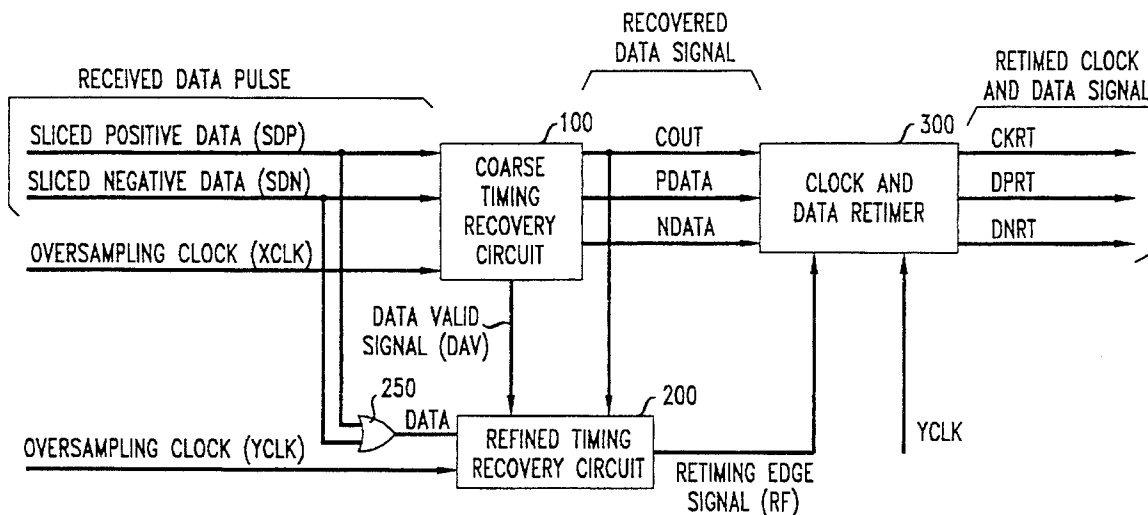 RECEIVED DATA PULSE
RECOVERED
DATA SIGNAL
RETIMED CLOCK
AND DATA SIGNAL
SLICED POSITIVE DATA (SDP)
SLICED NEGATIVE DATA (SDN)
OVERSAMPLING CLOCK (XCLK)
100
COARSE
TIMING
RECOVERY
CIRCUIT
COUT
PDATA
NDATA
300
CLOCK AND
DATA RETIMER
CKRT
DPRT
DNRT
DATA VALID
SIGNAL (DAV)
250
DATA
200
REFINED TIMING
RECOVERY CIRCUIT
OVERSAMPLING CLOCK (YCLK)
RETIMING EDGE
SIGNAL (RF)
YCLK